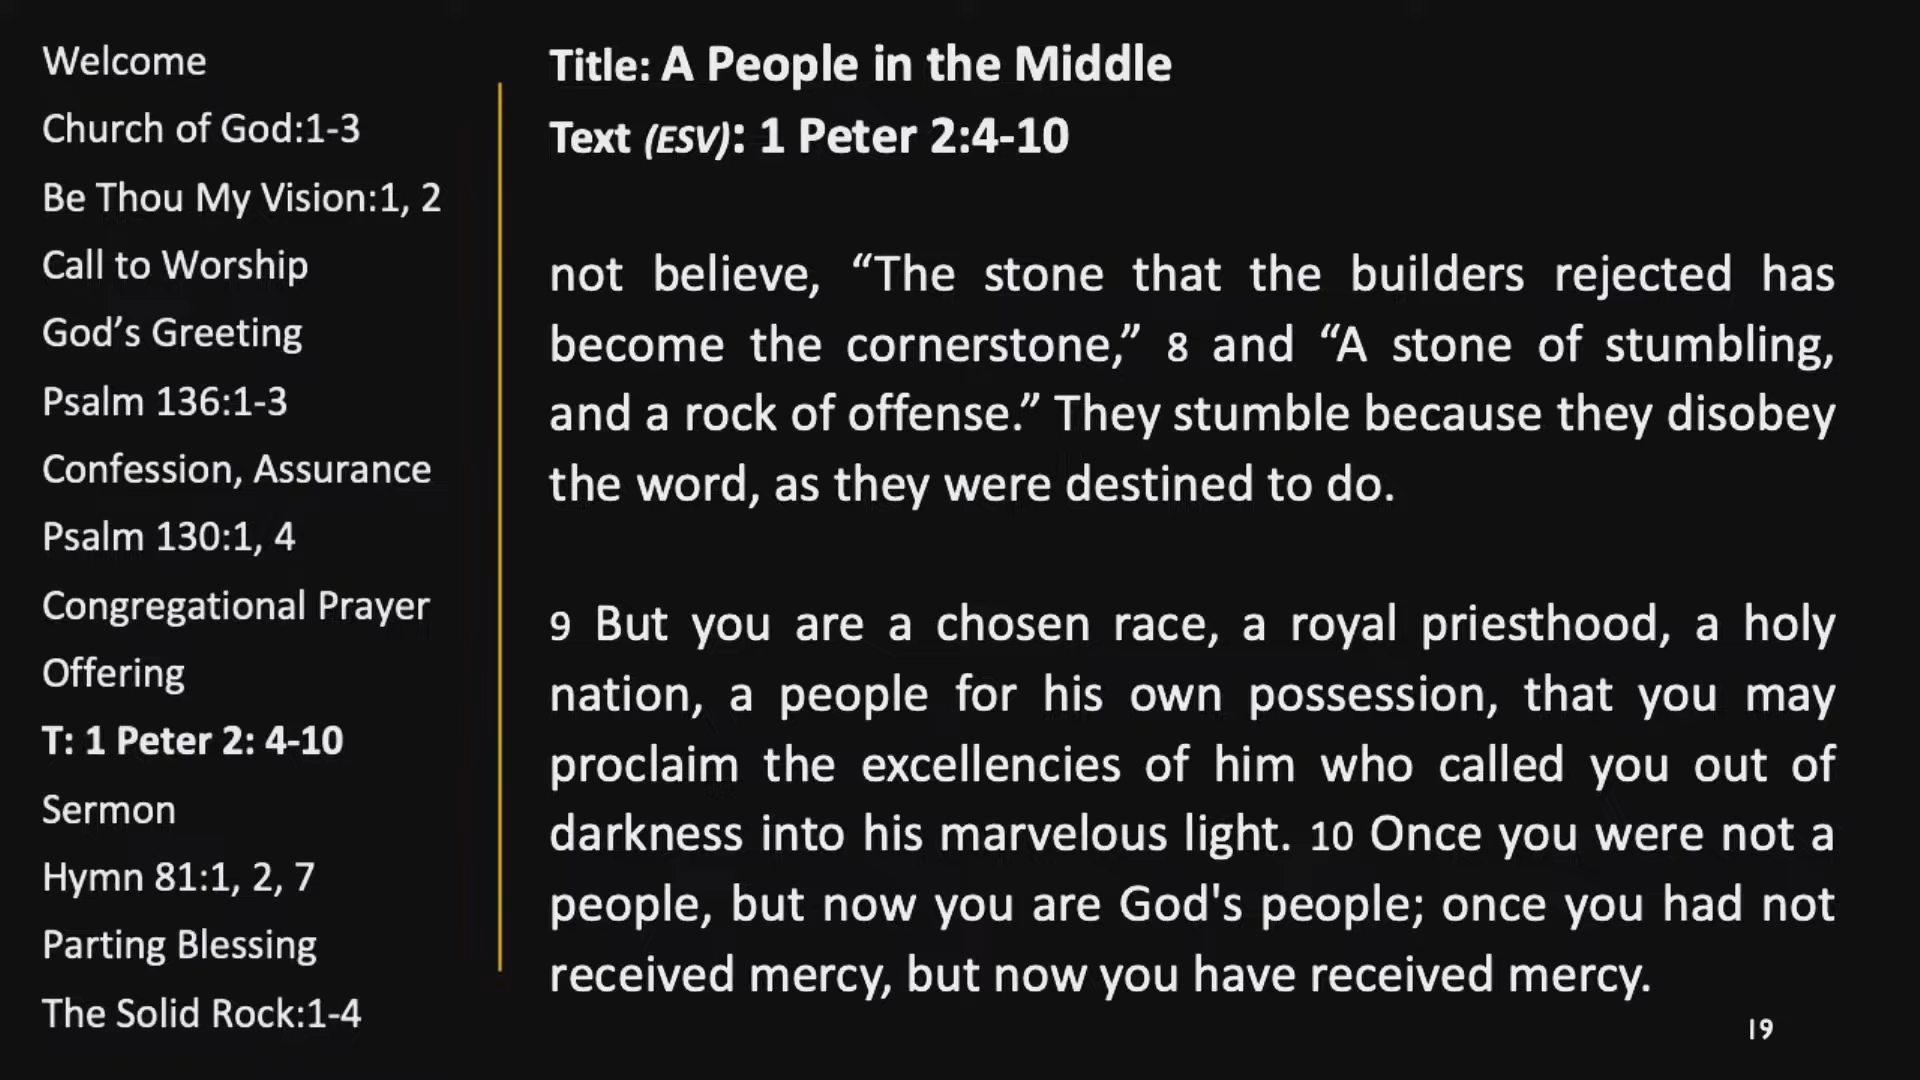 Welcome
Church of God:1-3
Be Thou My Vision:1, 2
Call to Worship
God’s Greeting
Psalm 136:1-3
Confession, Assurance
Psalm 130:1, 4
Congregational Prayer
Offering
T: 1 Peter 2: 4-10
Sermon
Hymn 81:1, 2, 7
Parting Blessing
The Solid Rock:1-4
Title: A People in the Middle
Text (ESV): 1 Peter 2:4-10
not believe, “The stone that the builders rejected has
become the cornerstone,” 8 and “A stone of stumbling,
and a rock of offense.” They stumble because they disobey
the word, as they were destined to do.
9 But you are a chosen race, a royal priesthood, a holy
nation, a people for his own possession, that you may
proclaim the excellencies of him who called you out of
darkness into his marvelous light. 10 Once you were not a
people, but now you are God's people; once you had not
received mercy, but now you have received mercy.
19